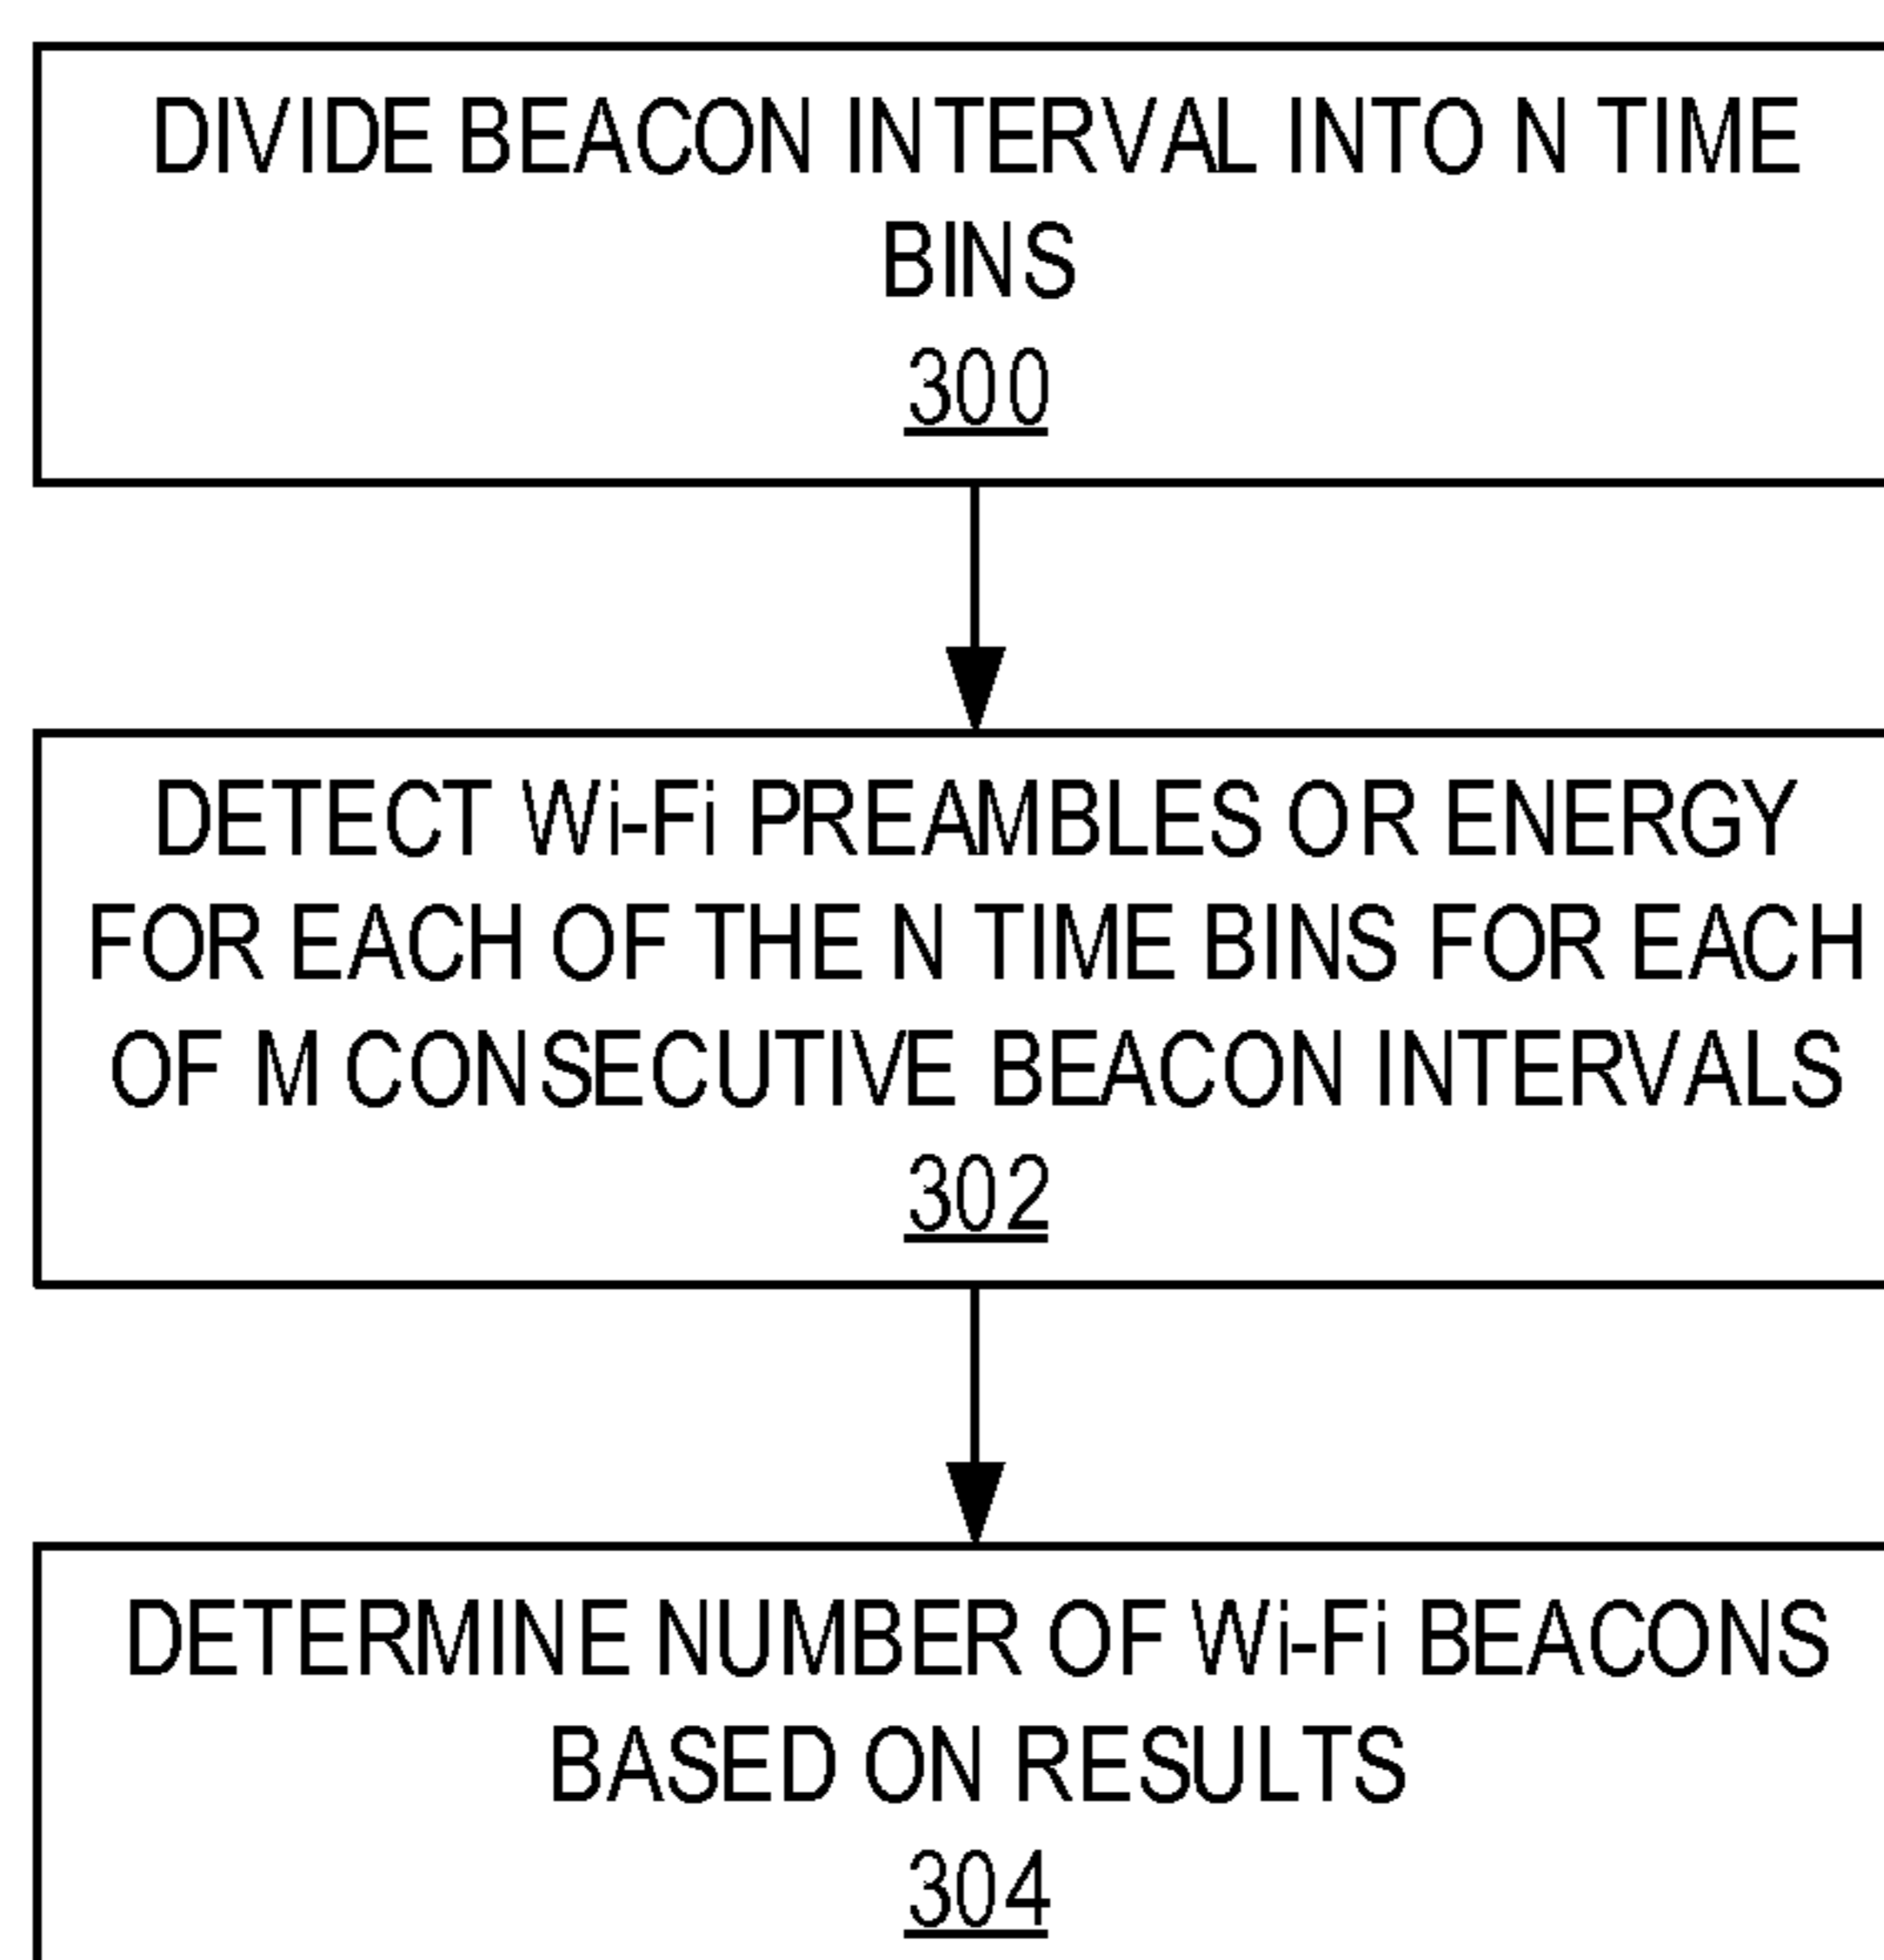 DIVIDE BEACON INTERVAL INTO N TIME
BINS
300
DETECT Wi-Fi PREAMBLES OR ENERGY
FOR EACH OF THE N TIME BINS FOR EACH
OF M CONSECUTIVE BEACON INTERVALS
302
DETERMINE NUMBER OF Wi-Fi BEACONS
BASED ON RESULTS
304